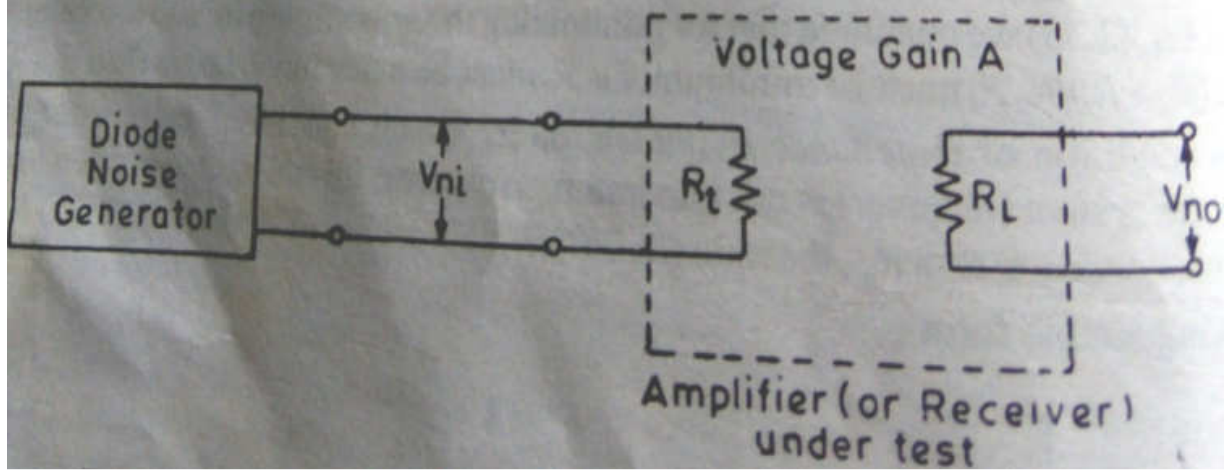 Voltage Gain A
Diode
Noise
Generator
Vni
Rt
RL
Vno
Amplifier (or Receiver)
under test